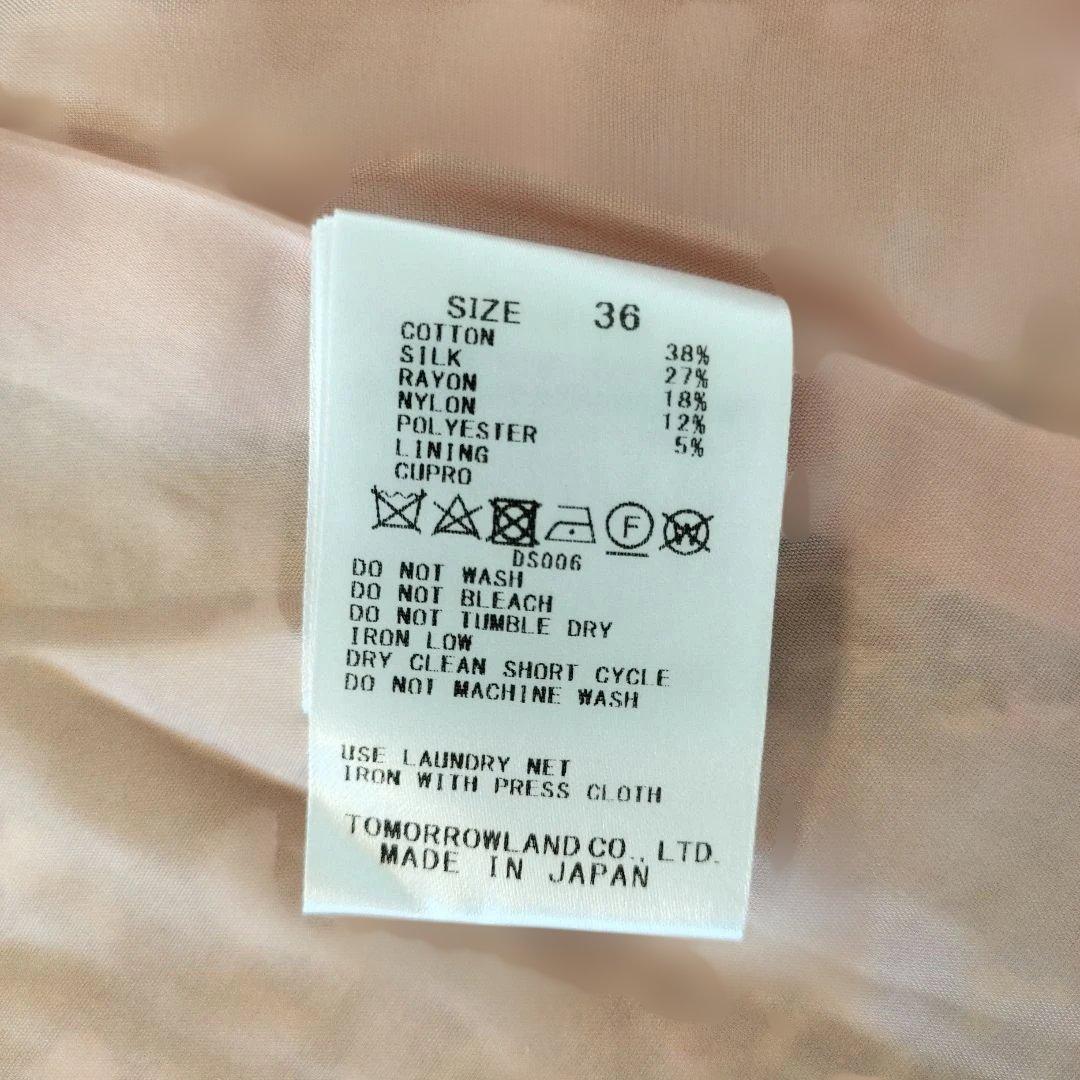 SIZE 36
COTTON 38%
SILK 27%
RAYON 18%
NYLON 12%
POLYESTER 5%
LINING
CUPRO
F W
DS006
DO NOT WASH
DO NOT BLEACH
DO NOT TUMBLE DRY
IRON LOW
DRY CLEAN SHORT CYCLE
DO NOT MACHINE WASH
USE LAUNDRY NET
IRON WITH PRESS CLOTH
TOMORROWLAND CO., LTD.
MADE IN JAPAN